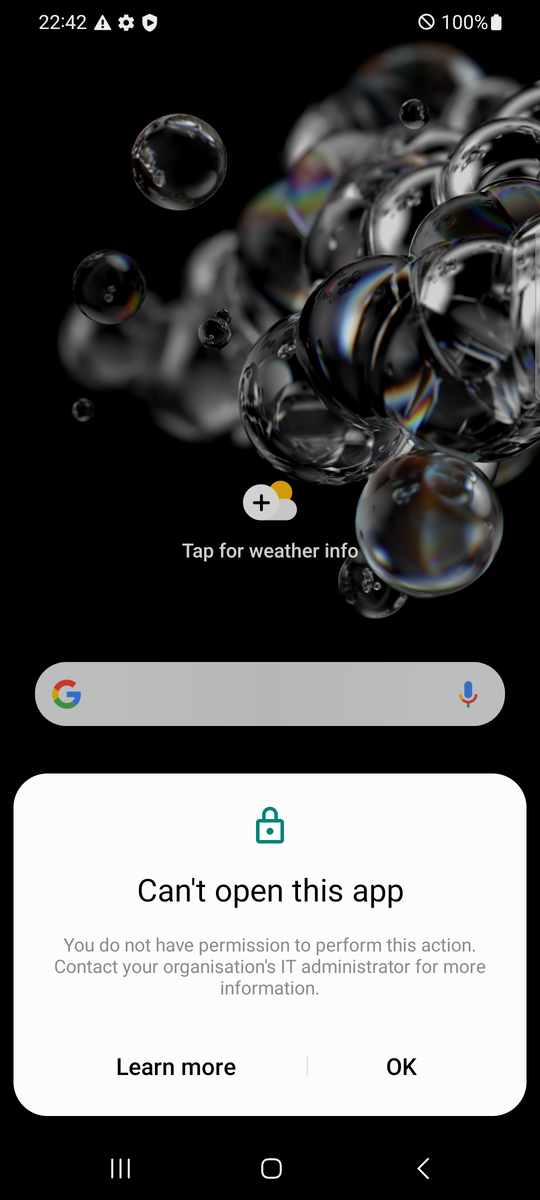 22:42
100%
Tap for weather info
Can't open this app
You do not have permission to perform this action.
Contact your organisation's IT administrator for more
information.
Learn more
OK